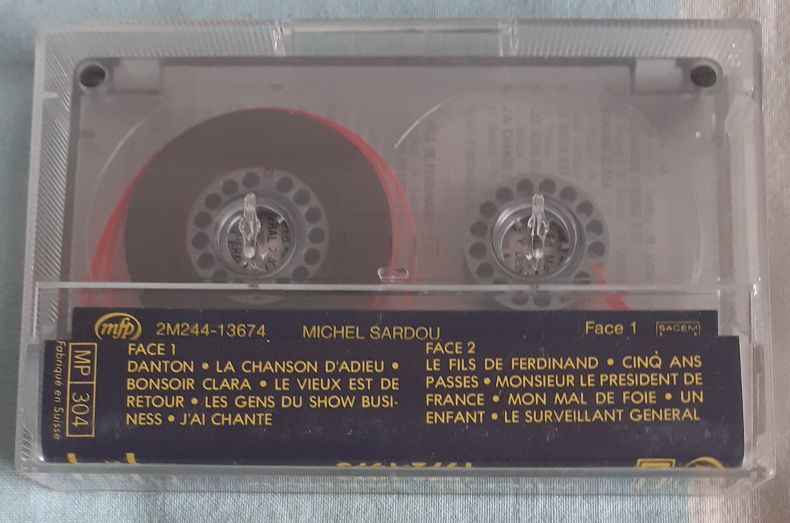 mfp 2M244-13674 MICHEL SARDOU Face 1 SACEM
MP 304
Fabriqué en Suisse
FACE 1
DANTON • LA CHANSON D'ADIEU •
BONSOIR CLARA • LE VIEUX EST DE
RETOUR • LES GENS DU SHOW BUSI-
NESS • J'AI CHANTE
FACE 2
LE FILS DE FERDINAND • CINQ ANS
PASSES • MONSIEUR LE PRESIDENT DE
FRANCE • MON MAL DE FOIE • UN
ENFANT • LE SURVEILLANT GENERAL